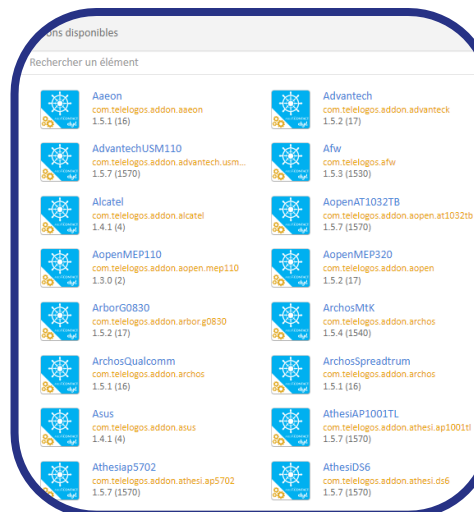 ons disponibles
Rechercher un élément
Aaeon
com.telelogos.addon.aaeon
1.5.1 (16)
Advantech
com.telelogos.addon.advanteck
1.5.2 (17)
AdvantechUSM110
com.telelogos.addon.advantech.usm...
1.5.7 (1570)
Afw
com.telelogos.afw
1.5.3 (1530)
Alcatel
com.telelogos.addon.alcatel
1.4.1 (4)
AopenAT1032TB
com.telelogos.addon.aopen.at1032tb
1.5.7 (1570)
AopenMEP110
com.telelogos.addon.aopen.mep110
1.3.0 (2)
AopenMEP320
com.telelogos.addon.aopen
1.5.2 (17)
ArborG0830
com.telelogos.addon.arbor.g0830
1.5.2 (17)
ArchosMtK
com.telelogos.addon.archos
1.5.4 (1540)
ArchosQualcomm
com.telelogos.addon.archos
1.5.1 (16)
ArchosSpreadtrum
com.telelogos.addon.archos
1.5.1 (16)
Asus
com.telelogos.addon.asus
1.4.1 (4)
AthesiAP1001TL
com.telelogos.addon.athesi.ap1001tl
1.5.7 (1570)
Athesiap5702
com.telelogos.addon.athesi.ap5702
1.5.7 (1570)
AthesiDS6
com.telelogos.addon.athesi.ds6
1.5.7 (1570)